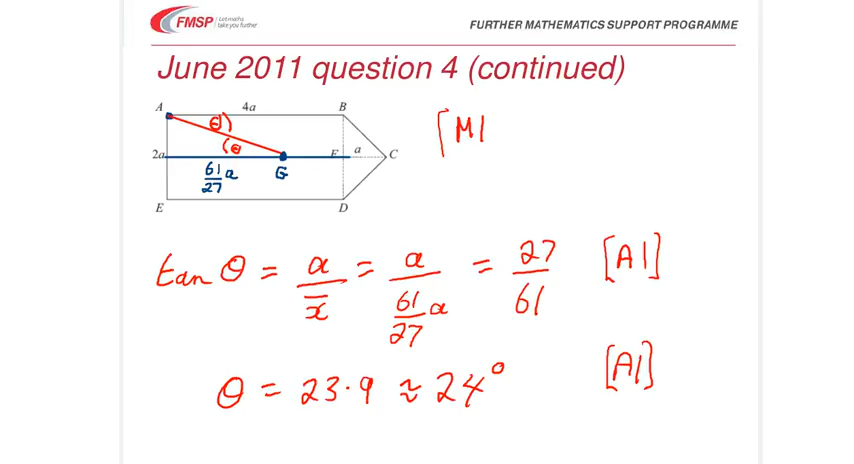 FMSP Let maths take you further
FURTHER MATHEMATICS SUPPORT PROGRAMME
June 2011 question 4 (continued)
A 4a B
θ
θ
2a F a C
61/27 a G
E D
[M1
tan θ = a/x̄ = a/(61/27 a) = 27/61 [A1]
θ = 23.9 ≈ 24° [A1]